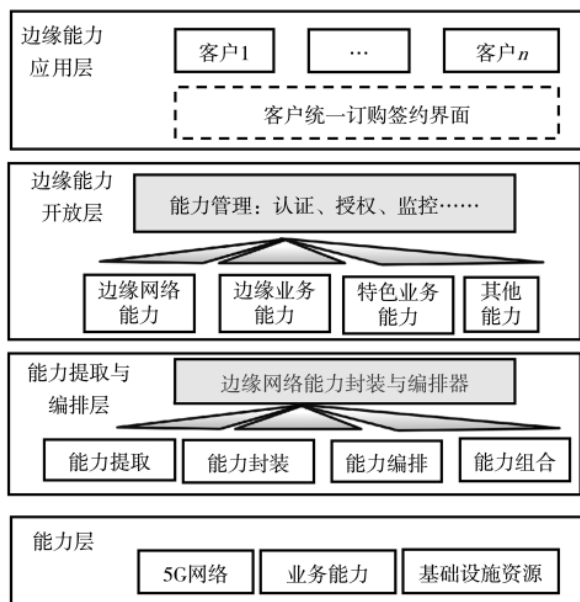 边缘能力
应用层
客户1
…
客户n
客户统一订购签约界面
边缘能力
开放层
能力管理：认证、授权、监控……
边缘网络
能力
边缘业务
能力
特色业务
能力
其他
能力
能力提取与
编排层
边缘网络能力封装与编排器
能力提取
能力封装
能力编排
能力组合
能力层
5G网络
业务能力
基础设施资源